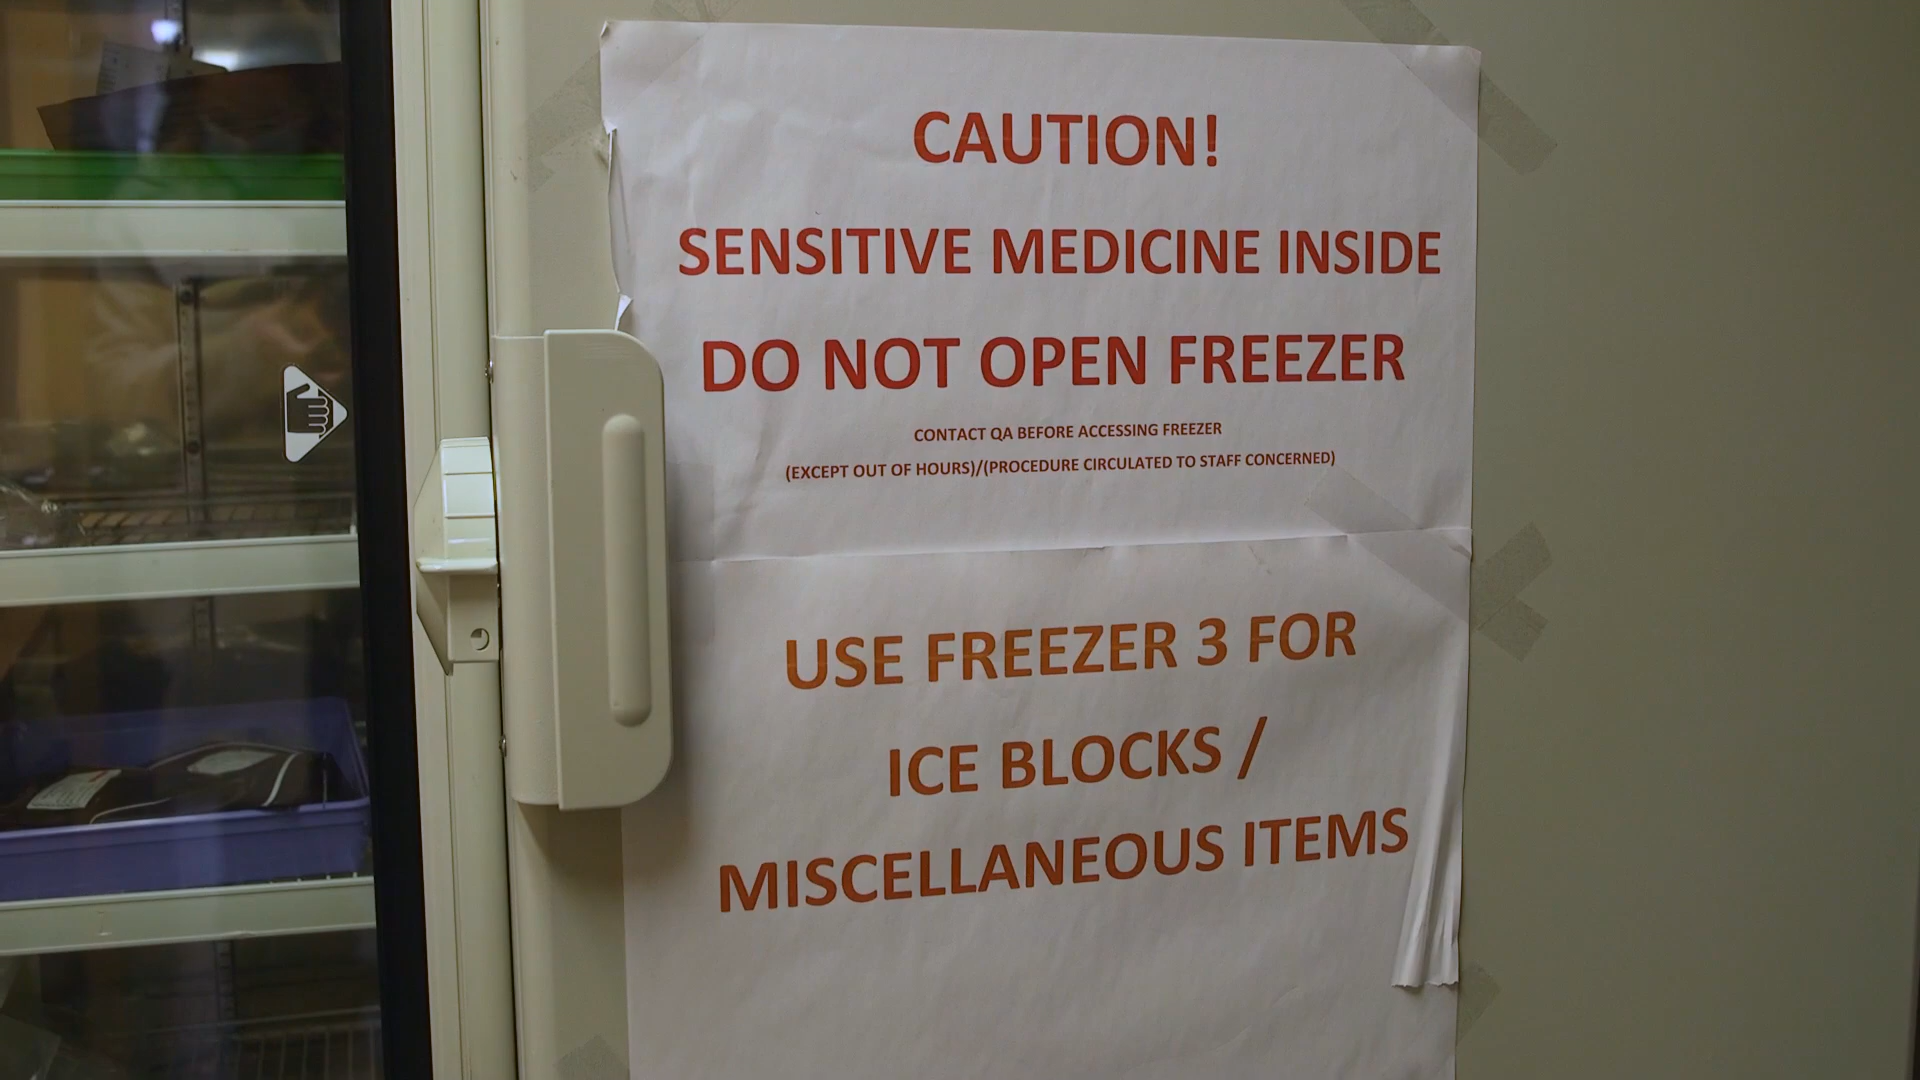 CAUTION!
SENSITIVE MEDICINE INSIDE
DO NOT OPEN FREEZER
CONTACT QA BEFORE ACCESSING FREEZER
(EXCEPT OUT OF HOURS)/(PROCEDURE CIRCULATED TO STAFF CONCERNED)
USE FREEZER 3 FOR
ICE BLOCKS /
MISCELLANEOUS ITEMS